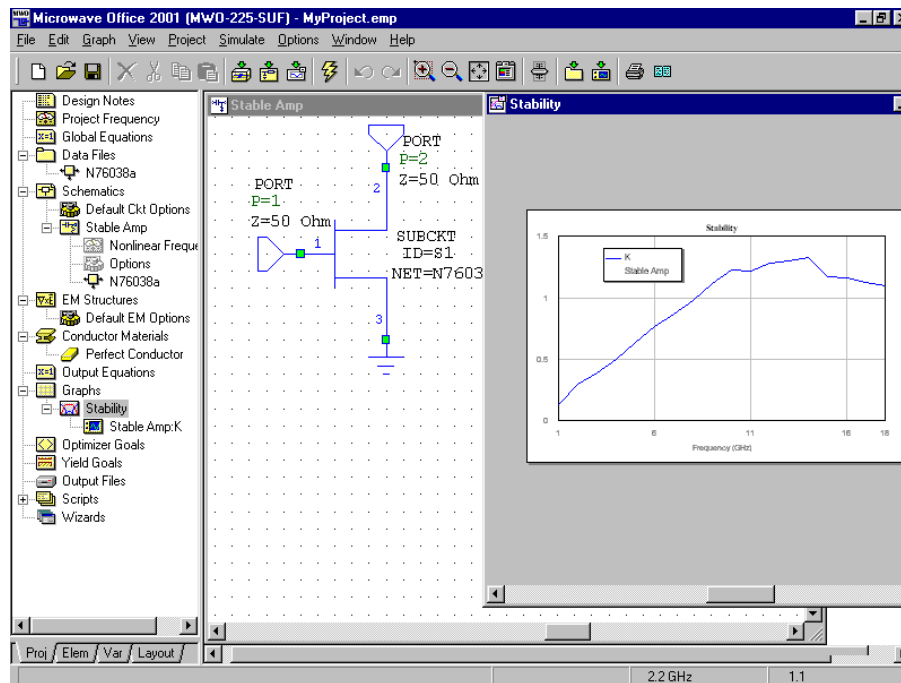 Microwave Office 2001 (MWO-225-SUF) - MyProject.emp
File Edit Graph View Project Simulate Options Window Help
Design Notes
Project Frequency
Global Equations
Data Files
N76038a
Schematics
Default Ckt Options
Stable Amp
Nonlinear Freque
Options
N76038a
EM Structures
Default EM Options
Conductor Materials
Perfect Conductor
Output Equations
Graphs
Stability
Stable Amp:K
Optimizer Goals
Yield Goals
Output Files
Scripts
Wizards
Proj Elem Var Layout
Stable Amp
PORT
P=2
Z=50 Ohm
2
PORT
P=1
Z=50 Ohm
1
SUBCKT
ID=S1
NET=N7603
3
Stability
Stability
K
Stable Amp
1.5
1
0.5
0
1 6 11 16 18
Frequency (GHz)
2.2 GHz 1.1